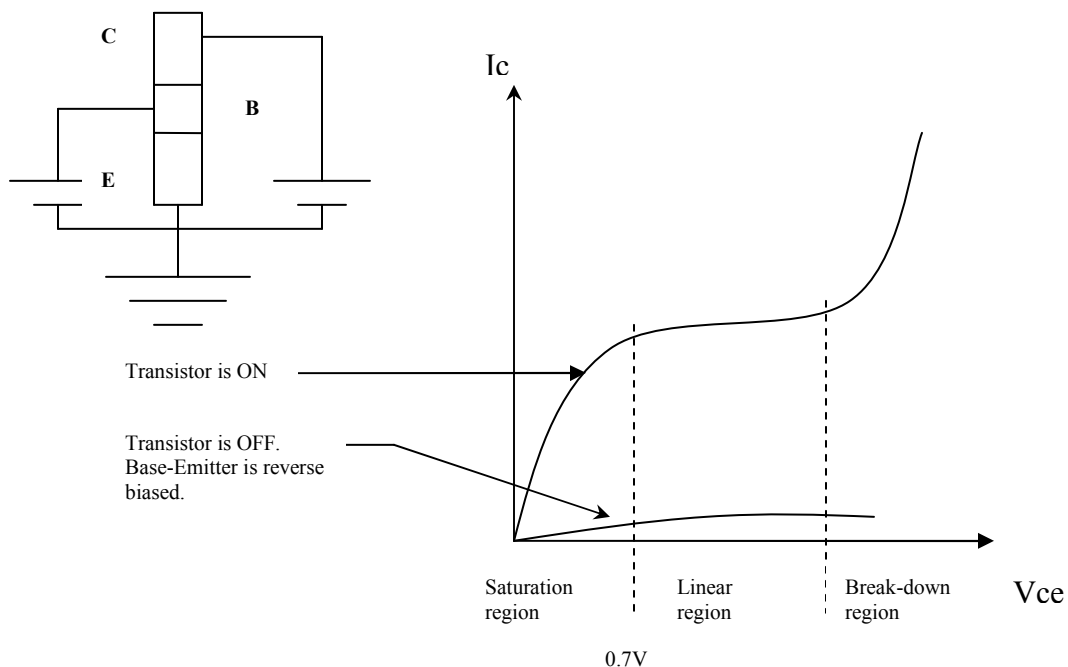 C
B
E
Ic
Transistor is ON
Transistor is OFF.
Base-Emitter is reverse
biased.
Saturation
region
Linear
region
Break-down
region
Vce
0.7V